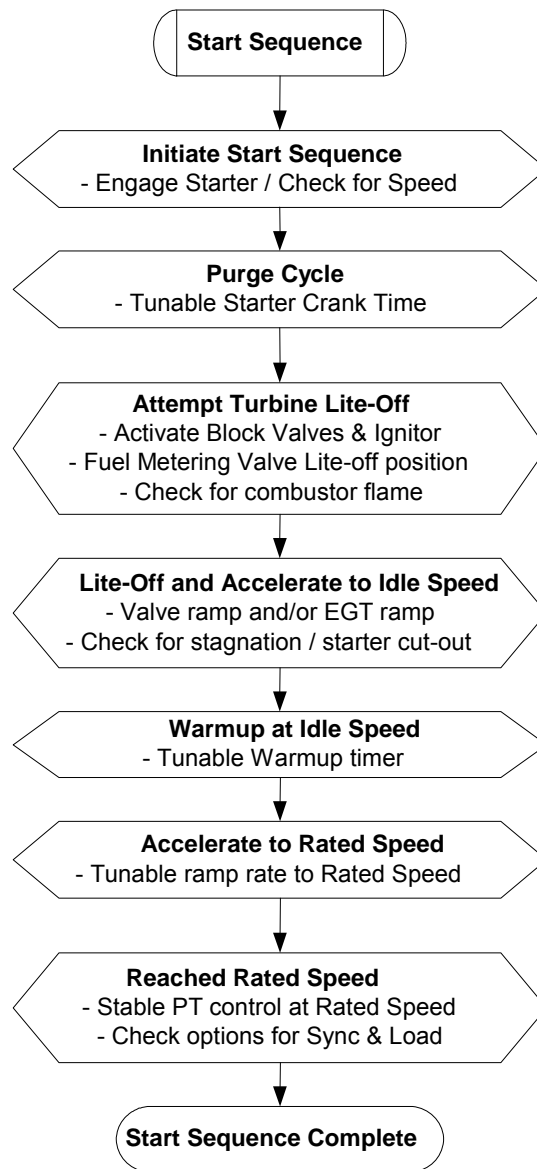 Start Sequence
Initiate Start Sequence
- Engage Starter / Check for Speed
Purge Cycle
- Tunable Starter Crank Time
Attempt Turbine Lite-Off
- Activate Block Valves & Ignitor
- Fuel Metering Valve Lite-off position
- Check for combustor flame
Lite-Off and Accelerate to Idle Speed
- Valve ramp and/or EGT ramp
- Check for stagnation / starter cut-out
Warmup at Idle Speed
- Tunable Warmup timer
Accelerate to Rated Speed
- Tunable ramp rate to Rated Speed
Reached Rated Speed
- Stable PT control at Rated Speed
- Check options for Sync & Load
Start Sequence Complete